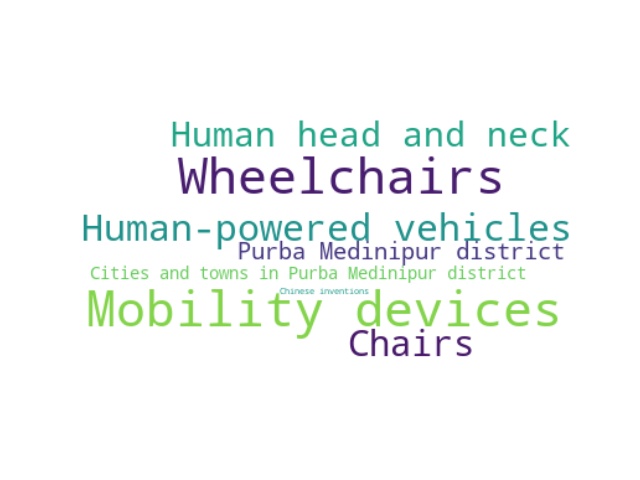 Human head and neck
Wheelchairs
Human-powered vehicles
Purba Medinipur district
Cities and towns in Purba Medinipur district
Chinese inventions
Mobility devices
Chairs